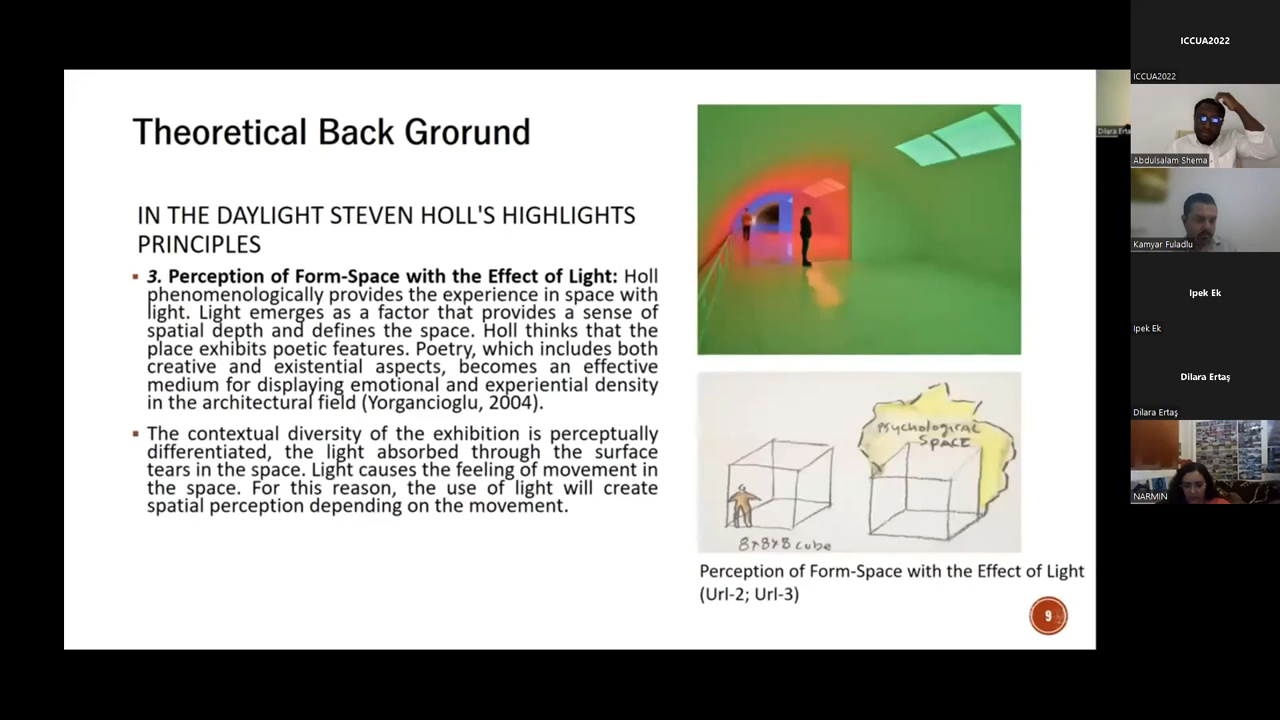 Theoretical Back Grorund
IN THE DAYLIGHT STEVEN HOLL'S HIGHLIGHTS
PRINCIPLES
3. Perception of Form-Space with the Effect of Light: Holl
phenomenologically provides the experience in space with
light. Light emerges as a factor that provides a sense of
spatial depth and defines the space. Holl thinks that the
place exhibits poetic features. Poetry, which includes both
creative and existential aspects, becomes an effective
medium for displaying emotional and experiential density
in the architectural field (Yorgancioglu, 2004).
The contextual diversity of the exhibition is perceptually
differentiated, the light absorbed through the surface
tears in the space. Light causes the feeling of movement in
the space. For this reason, the use of light will create
spatial perception depending on the movement.
PSYCHOLOGICAL
SPACE
8x8x8 cube
Perception of Form-Space with the Effect of Light
(Url-2; Url-3)
9
Dilara Erta
ICCUA2022
ICCUA2022
Abdulsalam Shema
Kamyar Fuladlu
Ipek Ek
Ipek Ek
Dilara Ertaş
Dilara Ertaş
NARMIN